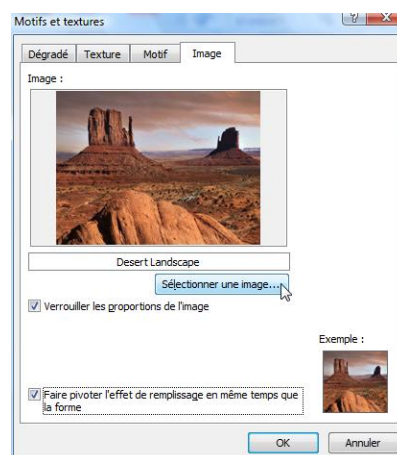 Motifs et textures
Dégradé Texture Motif Image
Image :
Desert Landscape
Sélectionner une image...
Verrouiller les proportions de l'image
Exemple :
Faire pivoter l'effet de remplissage en même temps que
la forme
OK Annuler